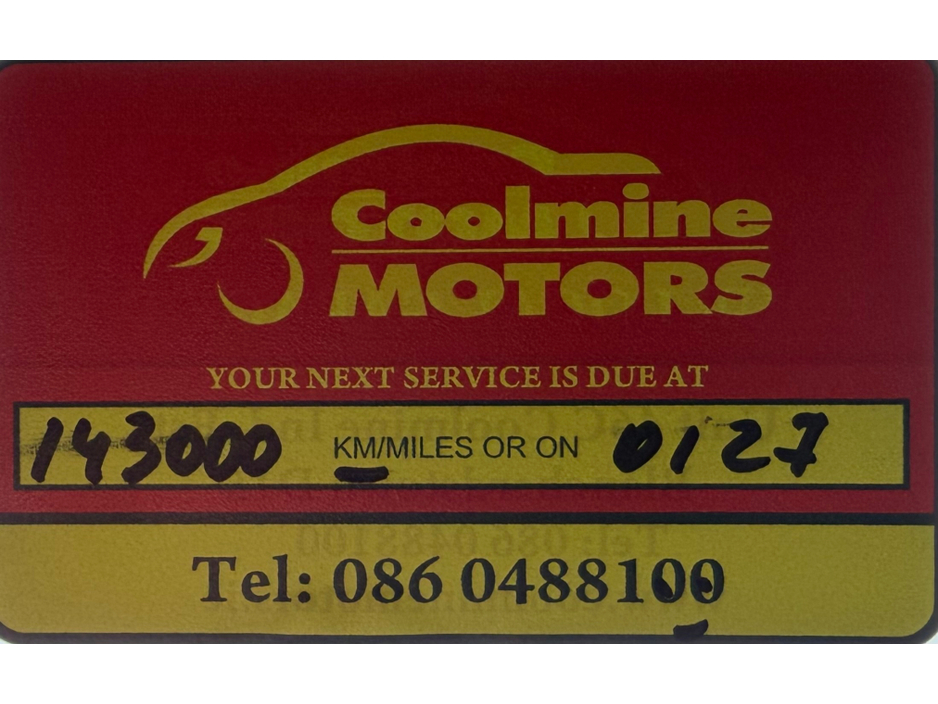 Coolmine
MOTORS
YOUR NEXT SERVICE IS DUE AT
143000 KM/MILES OR ON 0127
Tel: 086 0488100